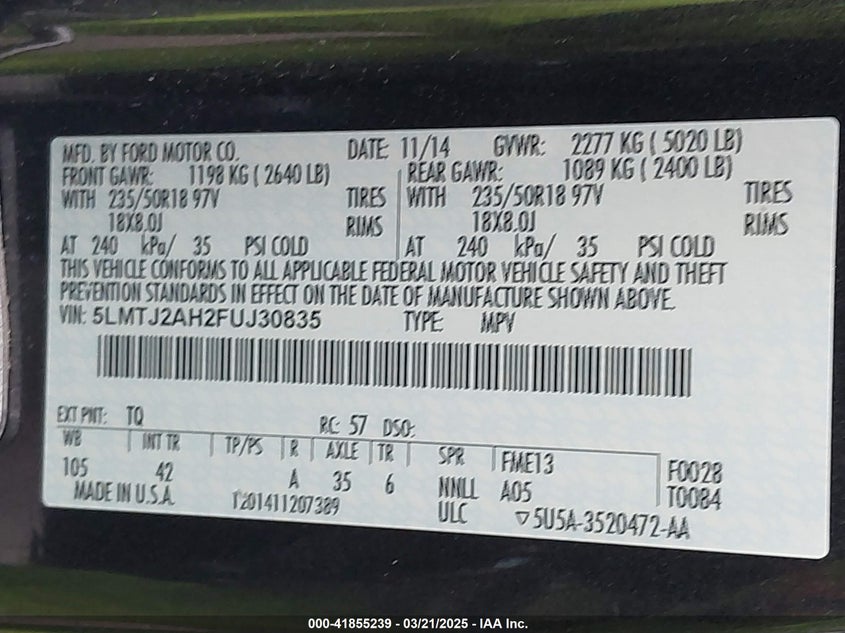 MFD. BY FORD MOTOR CO. DATE: 11/14 GVWR: 2277 KG ( 5020 LB)
FRONT GAWR: 1198 KG ( 2640 LB) REAR GAWR: 1089 KG ( 2400 LB)
WITH 235/50R18 97V TIRES WITH 235/50R18 97V TIRES
18X8.0J RIMS 18X8.0J RIMS
AT 240 kPa/ 35 PSI COLD AT 240 kPa/ 35 PSI COLD
THIS VEHICLE CONFORMS TO ALL APPLICABLE FEDERAL MOTOR VEHICLE SAFETY AND THEFT
PREVENTION STANDARDS IN EFFECT ON THE DATE OF MANUFACTURE SHOWN ABOVE.
VIN: 5LMTJ2AH2FUJ30835 TYPE: MPV
EXT PNT: TQ RC: 57 DSO:
WB INT TR TP/PS R AXLE TR SPR FME13 F0028
105 42 A 35 6 NNLL A05 T0084
MADE IN U.S.A. T201411207389 ULC ▽5U5A-3520472-AA
000-41855239 - 03/21/2025 - IAA Inc.